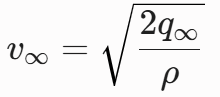 v∞ = √(2q∞/ρ)